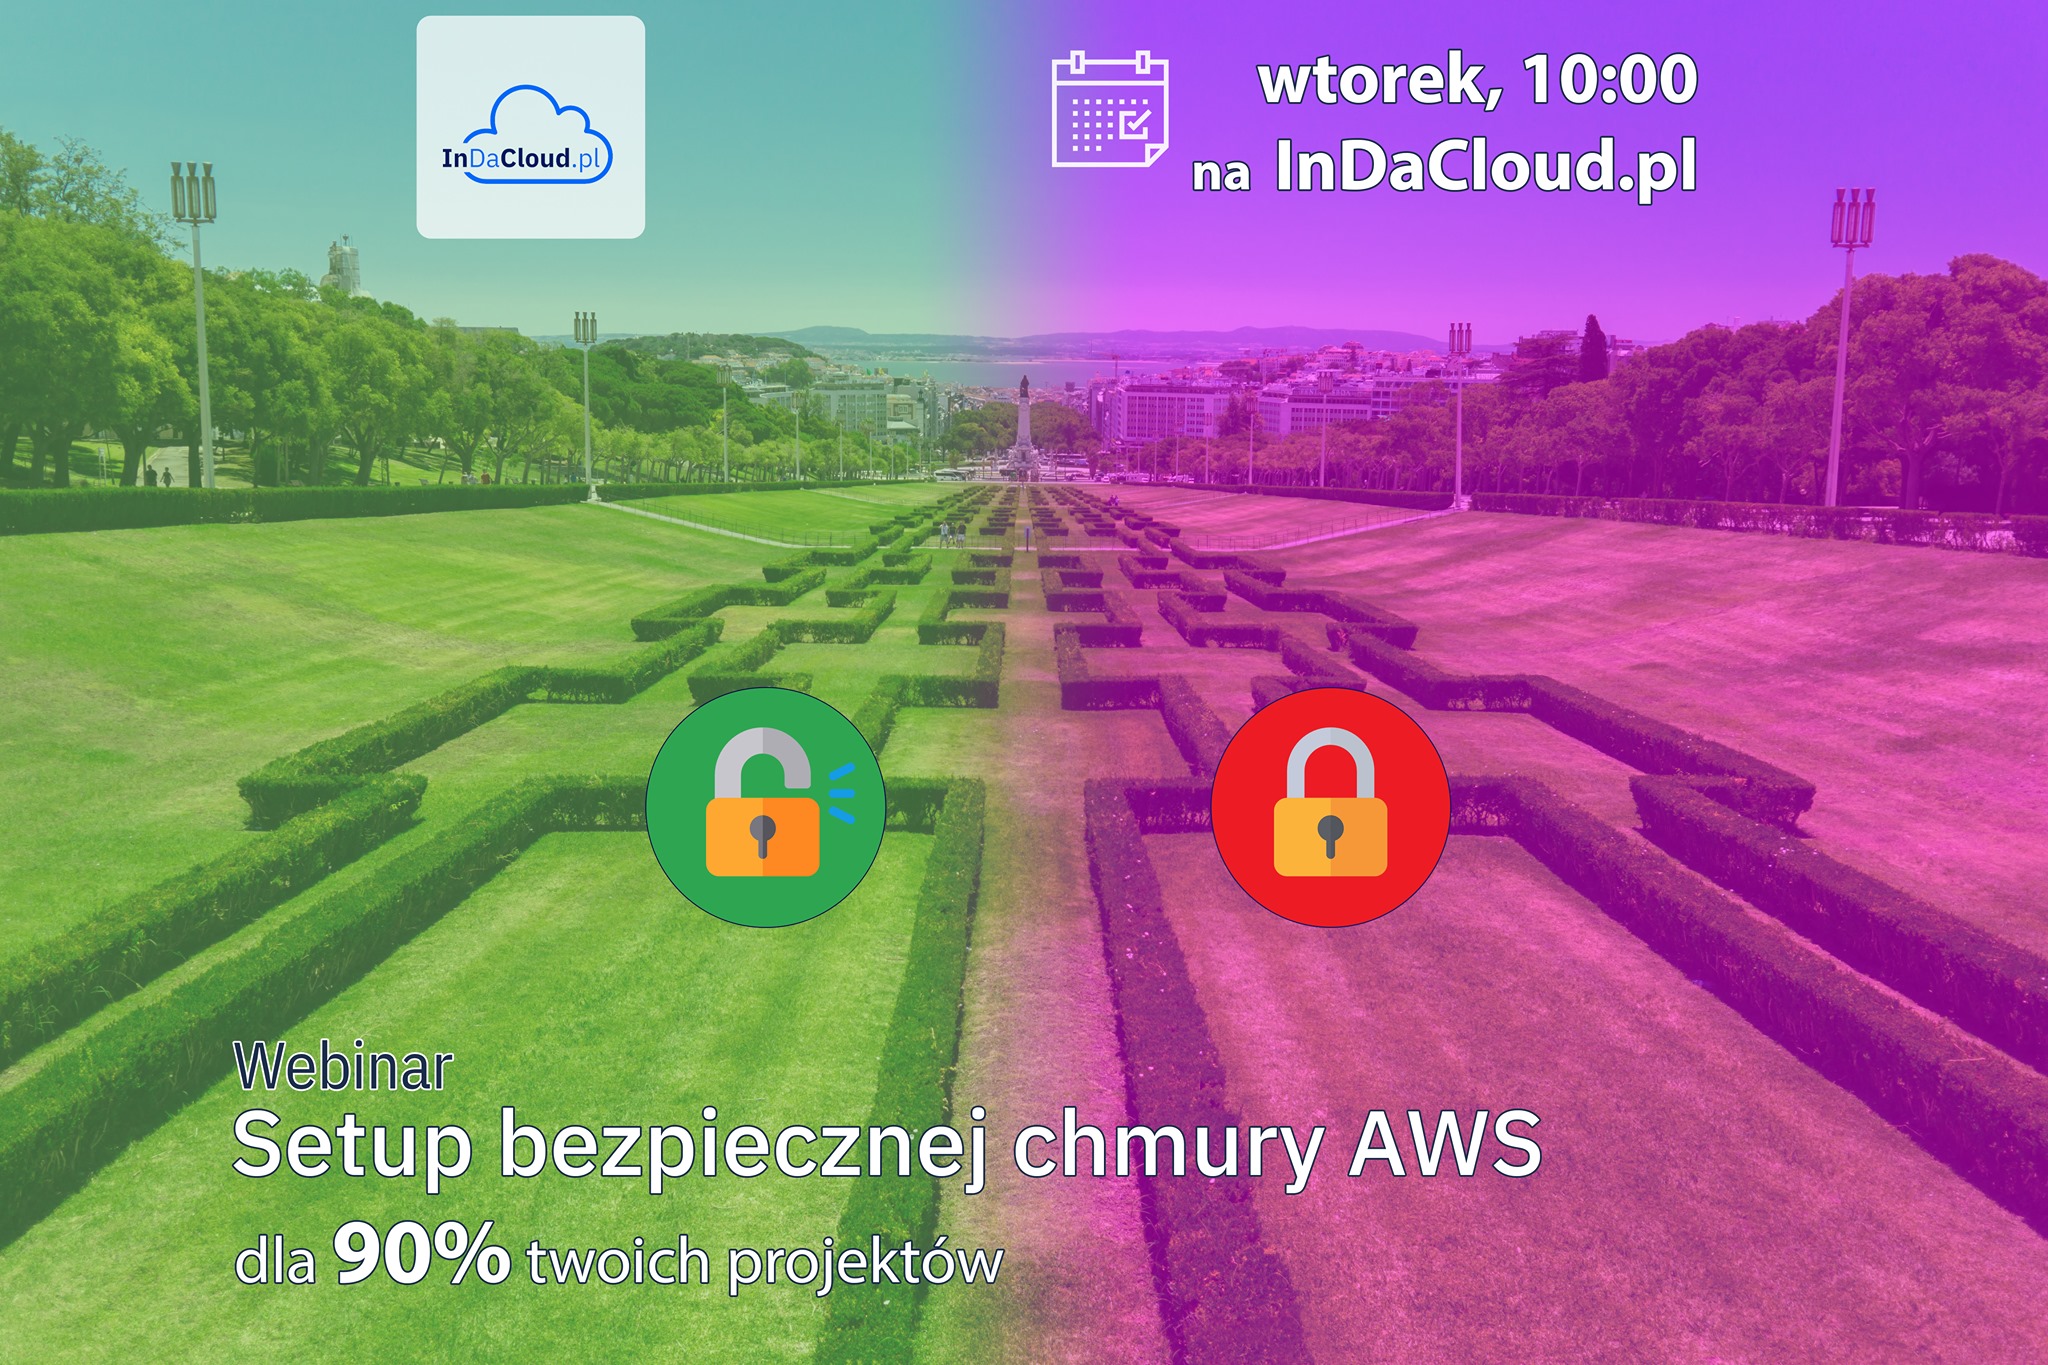 InDaCloud.pl
wtorek, 10:00
na InDaCloud.pl
Webinar
Setup bezpiecznej chmury AWS
dla 90% twoich projektów